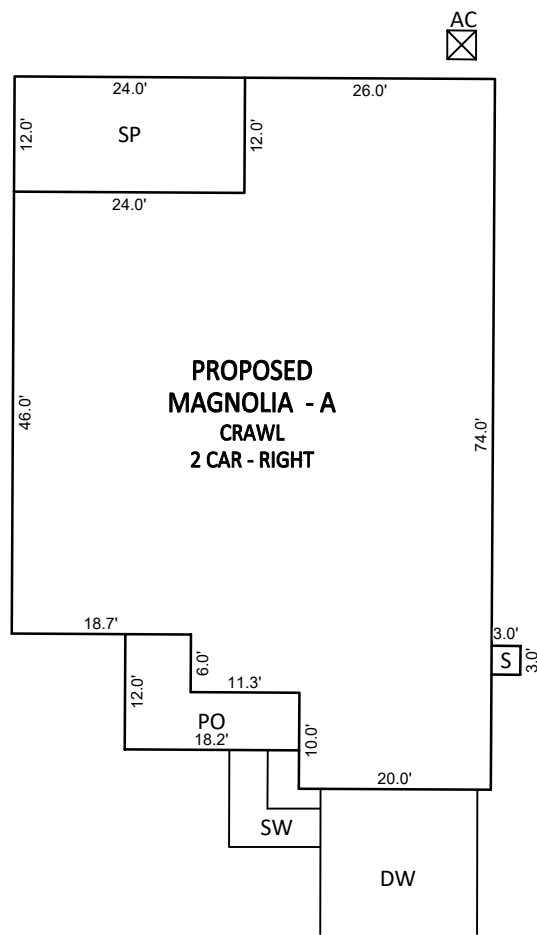 AC
24.0'
26.0'
12.0'
SP
12.0'
24.0'
PROPOSED
MAGNOLIA - A
CRAWL
2 CAR - RIGHT
46.0'
74.0'
18.7'
3.0'
S
3.0'
6.0'
12.0'
11.3'
PO
18.2'
10.0'
20.0'
SW
DW